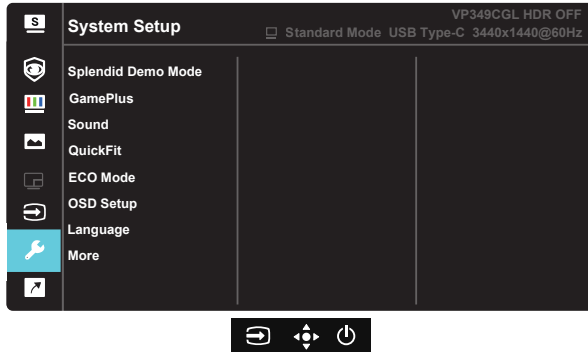 S
System Setup
VP349CGL HDR OFF
Standard Mode USB Type-C 3440x1440@60Hz
Splendid Demo Mode
GamePlus
Sound
QuickFit
ECO Mode
OSD Setup
Language
More